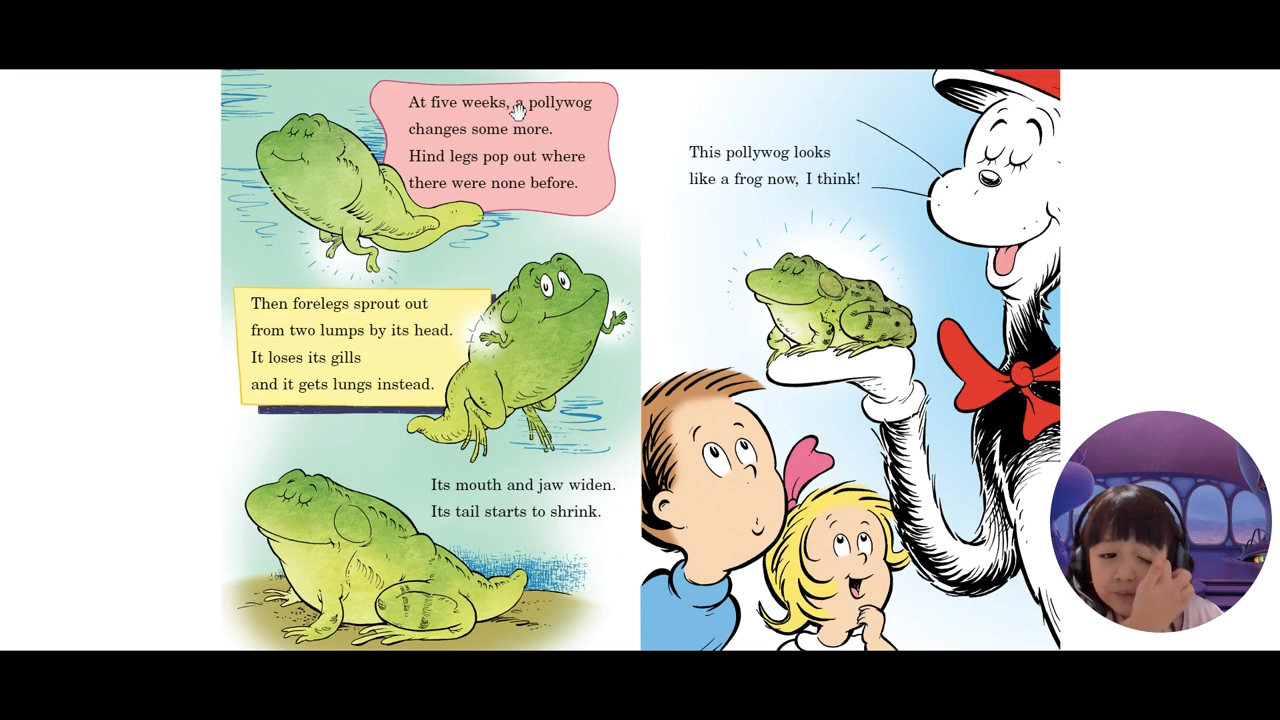 At five weeks, a pollywog
changes some more.
Hind legs pop out where
there were none before.
Then forelegs sprout out
from two lumps by its head.
It loses its gills
and it gets lungs instead.
Its mouth and jaw widen.
Its tail starts to shrink.
This pollywog looks
like a frog now, I think!